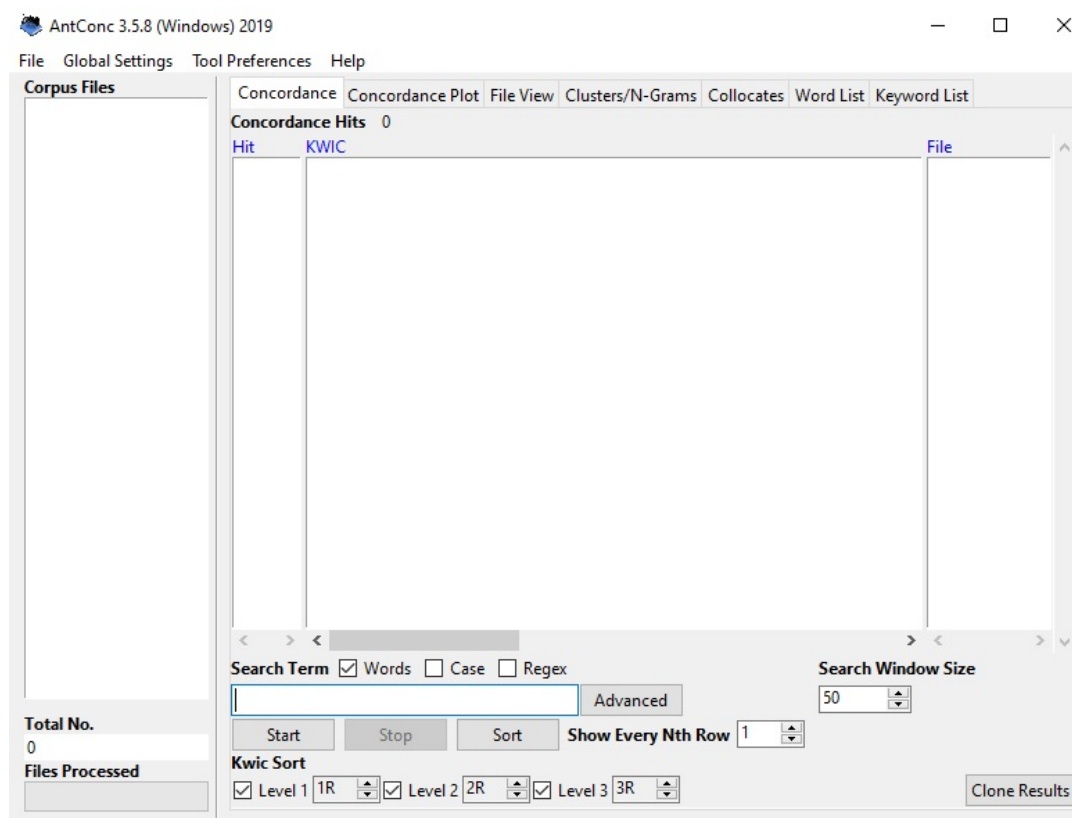 AntConc 3.5.8 (Windows) 2019
File Global Settings Tool Preferences Help
Corpus Files
Concordance Concordance Plot File View Clusters/N-Grams Collocates Word List Keyword List
Concordance Hits 0
Hit KWIC File
Search Term Words Case Regex Search Window Size
Advanced 50
Total No.
0
Start Stop Sort Show Every Nth Row 1
Files Processed
Kwic Sort
Level 1 1R Level 2 2R Level 3 3R Clone Results